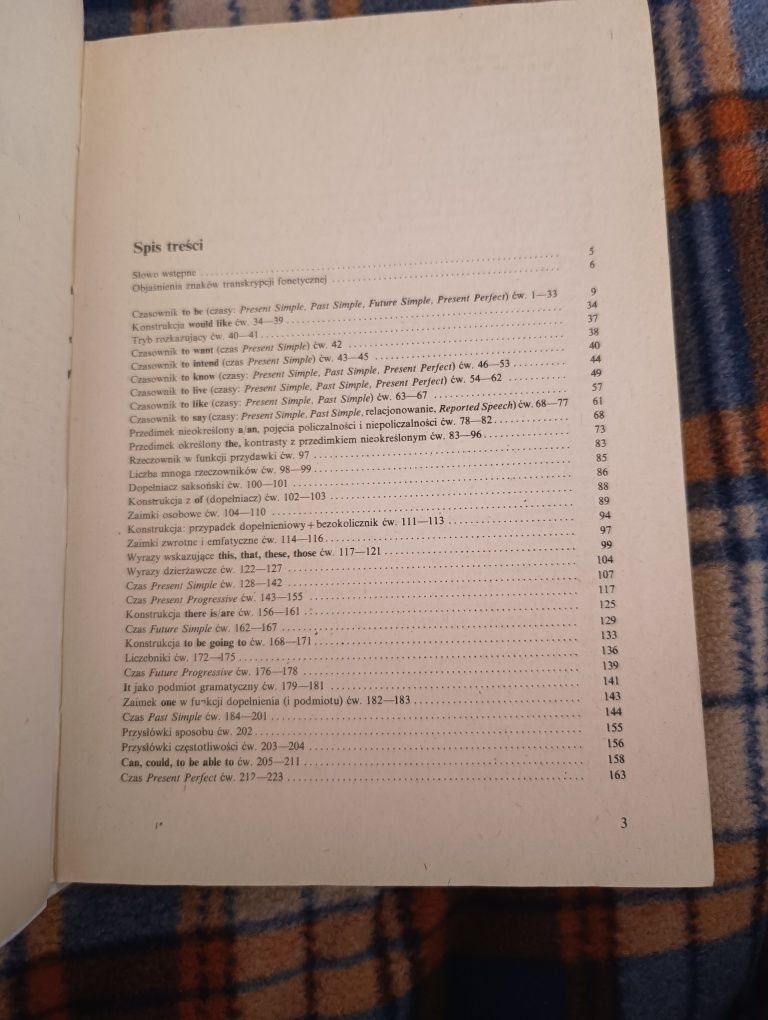 Spis treści
Słowo wstępne 5
Objaśnienia znaków transkrypcji fonetycznej 6
Czasownik to be (czasy: Present Simple, Past Simple, Future Simple, Present Perfect) ćw. 1—33 9
Konstrukcja would like ćw. 34—39 34
Tryb rozkazujący ćw. 40—41 37
Czasownik to want (czas Present Simple) ćw. 42 38
Czasownik to intend (czas Present Simple) ćw. 43—45 40
Czasownik to know (czasy: Present Simple, Past Simple, Present Perfect) ćw. 46—53 44
Czasownik to live (czasy: Present Simple, Past Simple, Present Perfect) ćw. 54—62 49
Czasownik to like (czasy: Present Simple, Past Simple) ćw. 63—67 57
Czasownik to say (czasy: Present Simple, Past Simple, relacjonowanie, Reported Speech) ćw. 68—77 61
Przedimek nieokreślony a/an, pojęcia policzalności i niepoliczalności ćw. 78—82 68
Przedimek określony the, kontrasty z przedimkiem nieokreślonym ćw. 83—96 73
Rzeczownik w funkcji przydawki ćw. 97 83
Liczba mnoga rzeczowników ćw. 98—99 85
Dopełniacz saksoński ćw. 100—101 86
Konstrukcja z of (dopełniacz) ćw. 102—103 88
Zaimki osobowe ćw. 104—110 89
Konstrukcja: przypadek dopełnieniowy + bezokolicznik ćw. 111—113 94
Zaimki zwrotne i emfatyczne ćw. 114—116 97
Wyrazy wskazujące this, that, these, those ćw. 117—121 99
Wyrazy dzierżawcze ćw. 122—127 104
Czas Present Simple ćw. 128—142 107
Czas Present Progressive ćw. 143—155 117
Konstrukcja there is/are ćw. 156—161 125
Czas Future Simple ćw. 162—167 129
Konstrukcja to be going to ćw. 168—171 133
Liczebniki ćw. 172—175 136
Czas Future Progressive ćw. 176—178 139
It jako podmiot gramatyczny ćw. 179—181 141
Zaimek one w funkcji dopełnienia (i podmiotu) ćw. 182—183 143
Czas Past Simple ćw. 184—201 144
Przysłówki sposobu ćw. 202 155
Przysłówki częstotliwości ćw. 203—204 156
Can, could, to be able to ćw. 205—211 158
Czas Present Perfect ćw. 212—223 163
1* 3